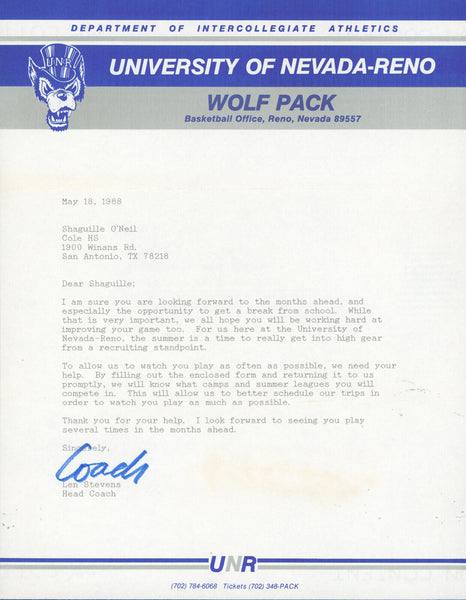 DEPARTMENT OF INTERCOLLEGIATE ATHLETICS
UNR
UNIVERSITY OF NEVADA-RENO
WOLF PACK
Basketball Office, Reno, Nevada 89557
May 18, 1988
Shaguille O'Neil
Cole HS
1900 Winans Rd.
San Antonio, TX 78218
Dear Shaguille;
I am sure you are looking forward to the months ahead, and
especially the opportunity to get a break from school. While
that is very important, we all hope you will be working hard at
improving your game too. For us here at the University of
Nevada-Reno, the summer is a time to really get into high gear
from a recruiting standpoint.
To allow us to watch you play as often as possible, we need your
help. By filling out the enclosed form and returning it to us
promptly, we will know what camps and summer leagues you will
compete in. This will allow us to better schedule our trips in
order to watch you play as much as possible.
Thank you for your help. I look forward to seeing you play
several times in the months ahead.
Sincerely,
Coach
Len Stevens
Head Coach
UNR
(702) 784-6068 Tickets (702) 348-PACK